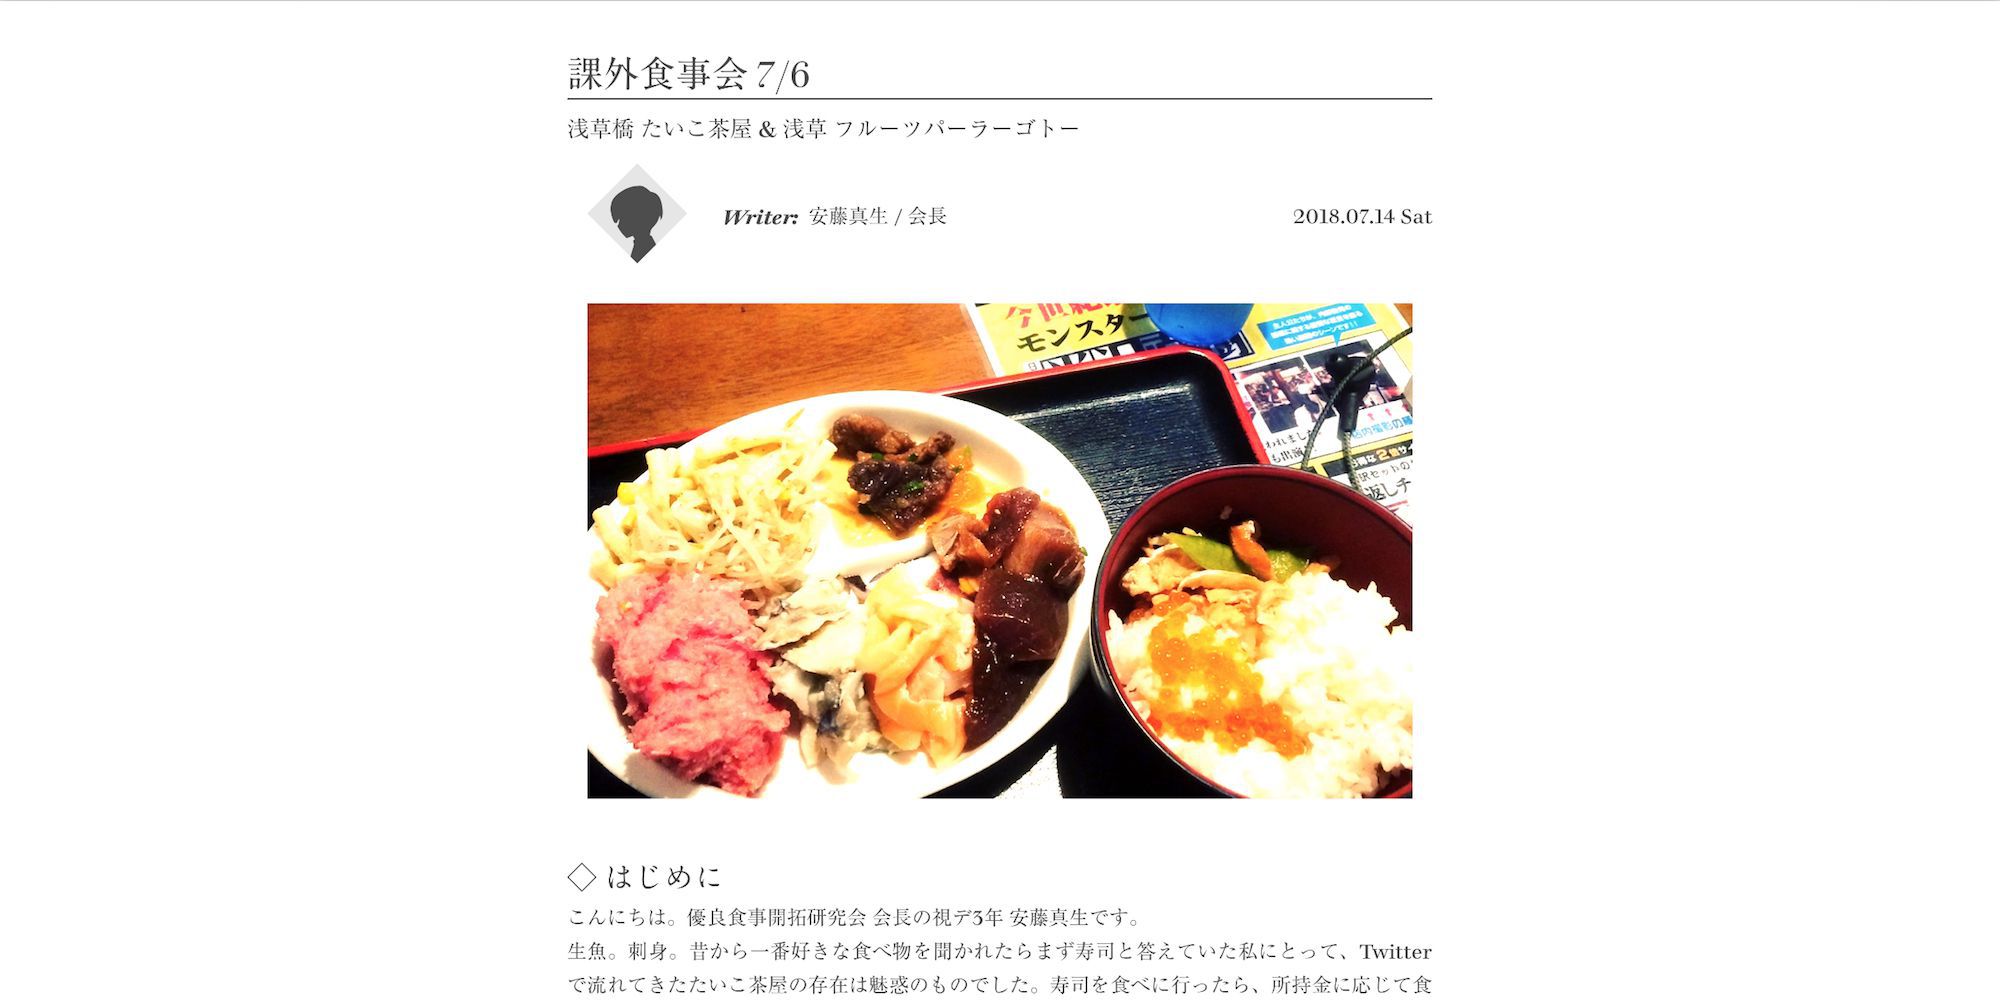 課外食事会 7/6
浅草橋 たいこ茶屋 & 浅草 フルーツパーラーゴトー
Writer: 安藤真生 / 会長
2018.07.14 Sat
モンスター
◇ はじめに
こんにちは。優良食事開拓研究会 会長の視デ3年 安藤真生です。
生魚。刺身。昔から一番好きな食べ物を聞かれたらまず寿司と答えていた私にとって、Twitter
で流れてきたたいこ茶屋の存在は魅惑のものでした。寿司を食べに行ったら、所持金に応じて食